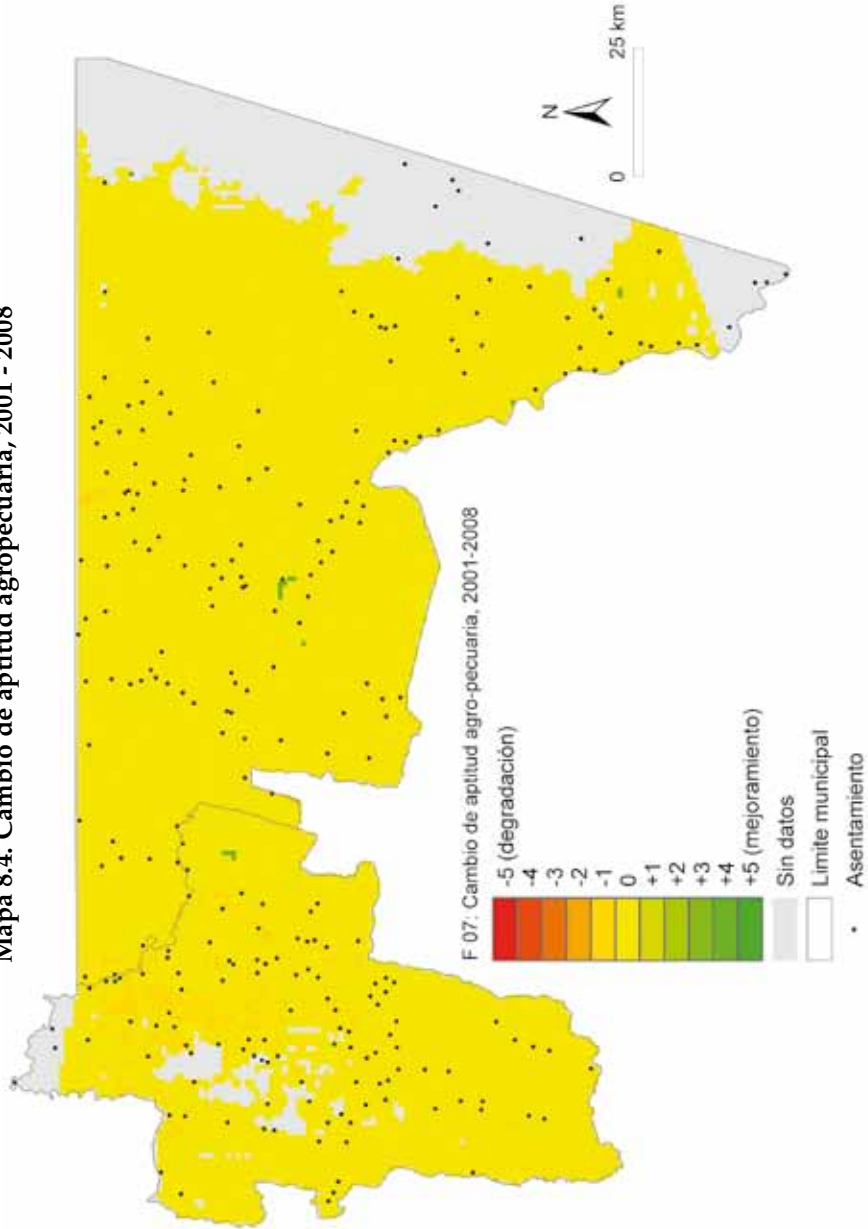 Mapa 8.4. Cambio de aptitud agropecuaria, 2001 - 2008
F 07: Cambio de aptitud agro-pecuaria, 2001-2008
-5 (degradación)
-4
-3
-2
-1
0
+1
+2
+3
+4
+5 (mejoramiento)
Sin datos
Limite municipal
Asentamiento
N
0 25 km